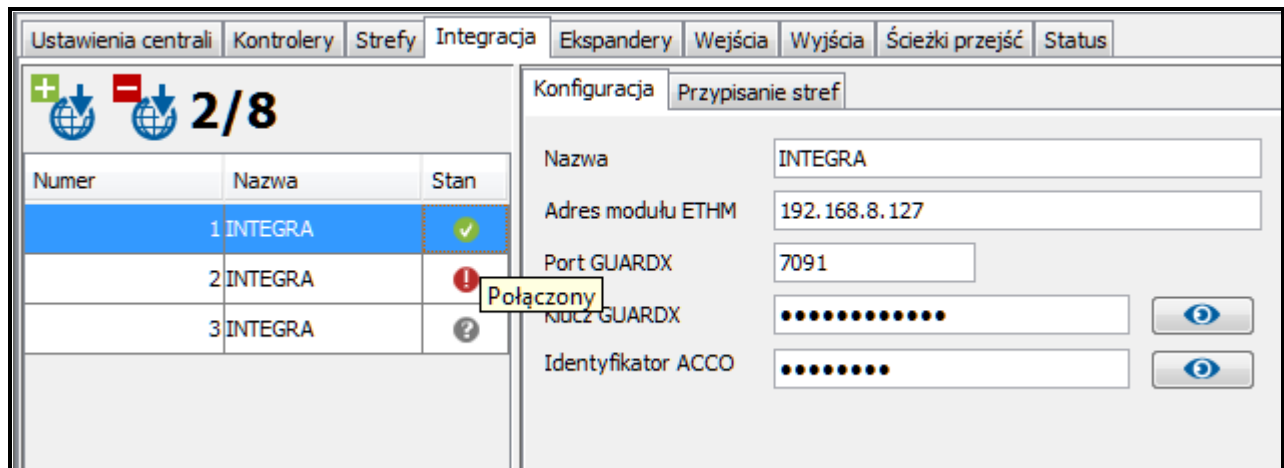 Ustawienia centrali Kontrolery Strefy Integracja Ekspandery Wejścia Wyjścia Ścieżki przejść Status
2/8
Konfiguracja Przypisanie stref
Numer Nazwa Stan
1 INTEGRA
2 INTEGRA
3 INTEGRA
Połączony
Nazwa INTEGRA
Adres modułu ETHM 192.168.8.127
Port GUARDX 7091
Klucz GUARDX ••••••••••••
Identyfikator ACCO ••••••••